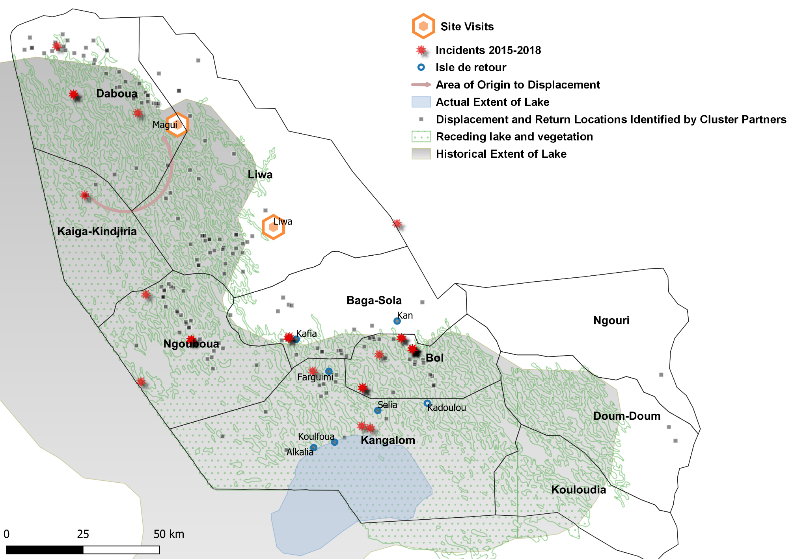 Site Visits
Incidents 2015-2018
Isle de retour
Area of Origin to Displacement
Actual Extent of Lake
Displacement and Return Locations Identified by Cluster Partners
Receding lake and vegetation
Historical Extent of Lake
Daboua
Magui
Liwa
Liwa
Kaiga-Kindjiria
Baga-Sola
Kan
Ngouri
Kafia
Ngouboua
Bol
Farguimi
Selia
Kadoulou
Doum-Doum
Koulfoua
Kangalom
Alkalia
Kouloudia
0 25 50 km